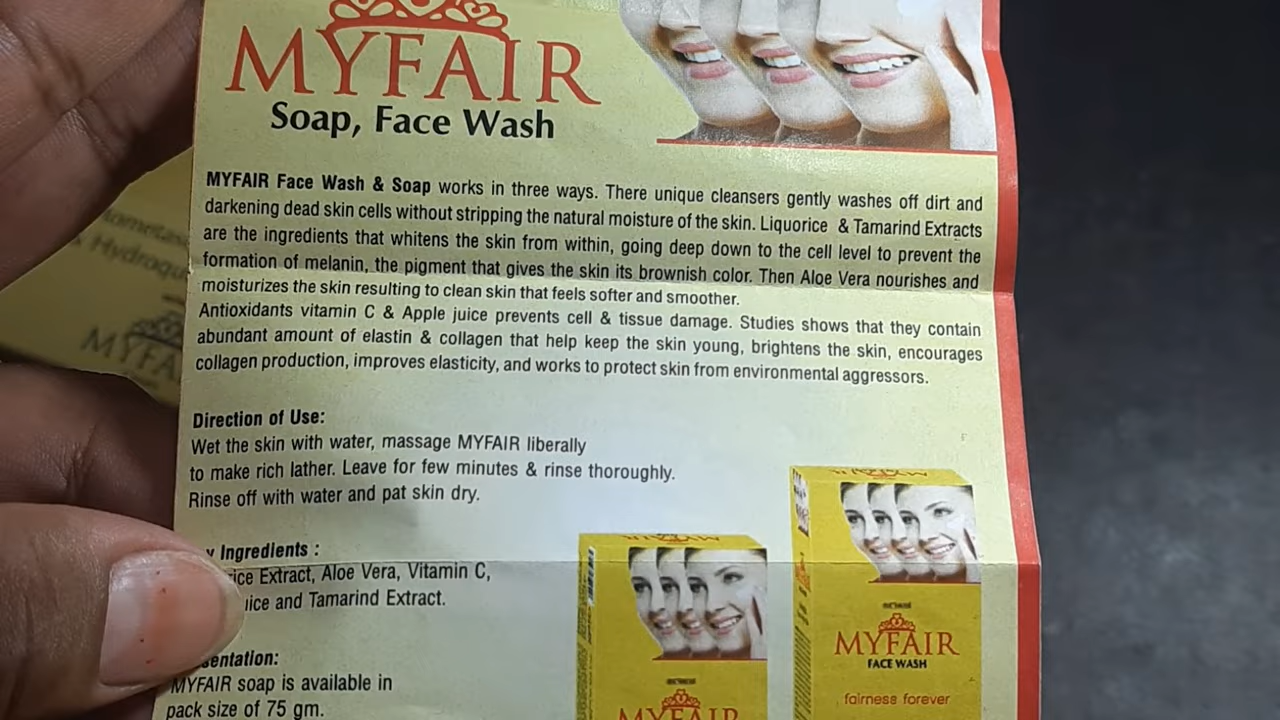 MYFAIR
Soap, Face Wash
MYFAIR Face Wash & Soap works in three ways. There unique cleansers gently washes off dirt and
darkening dead skin cells without stripping the natural moisture of the skin. Liquorice & Tamarind Extracts
are the ingredients that whitens the skin from within, going deep down to the cell level to prevent the
formation of melanin, the pigment that gives the skin its brownish color. Then Aloe Vera nourishes and
moisturizes the skin resulting to clean skin that feels softer and smoother.
Antioxidants vitamin C & Apple juice prevents cell & tissue damage. Studies shows that they contain
abundant amount of elastin & collagen that help keep the skin young, brightens the skin, encourages
collagen production, improves elasticity, and works to protect skin from environmental aggressors.
Direction of Use:
Wet the skin with water, massage MYFAIR liberally
to make rich lather. Leave for few minutes & rinse thoroughly.
Rinse off with water and pat skin dry.
Ingredients :
Extract, Aloe Vera, Vitamin C,
and Tamarind Extract.
MYFAIR soap is available in
pack size of 75 gm.
MYFAIR
MYFAIR
FACE WASH
fairness forever